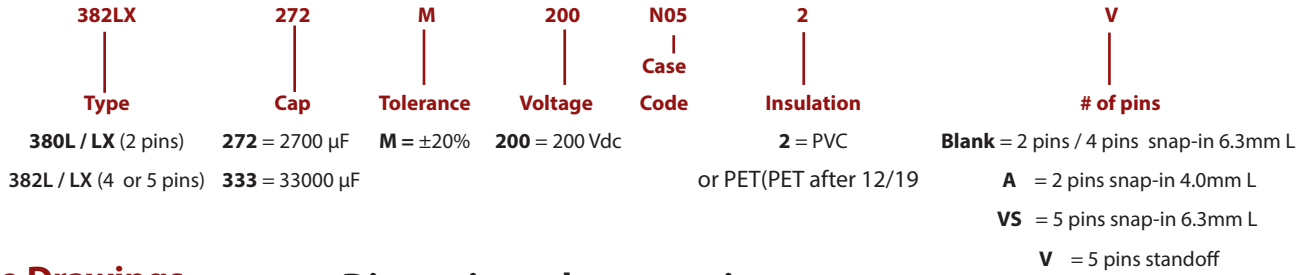 382LX 272 M 200 N05 2 V
Case
Type Cap Tolerance Voltage Code Insulation # of pins
380L / LX (2 pins) 272 = 2700 µF M = ±20% 200 = 200 Vdc 2 = PVC Blank = 2 pins / 4 pins snap-in 6.3mm L
382L / LX (4 or 5 pins) 333 = 33000 µF or PET(PET after 12/19 A = 2 pins snap-in 4.0mm L
VS = 5 pins snap-in 6.3mm L
V = 5 pins standoff